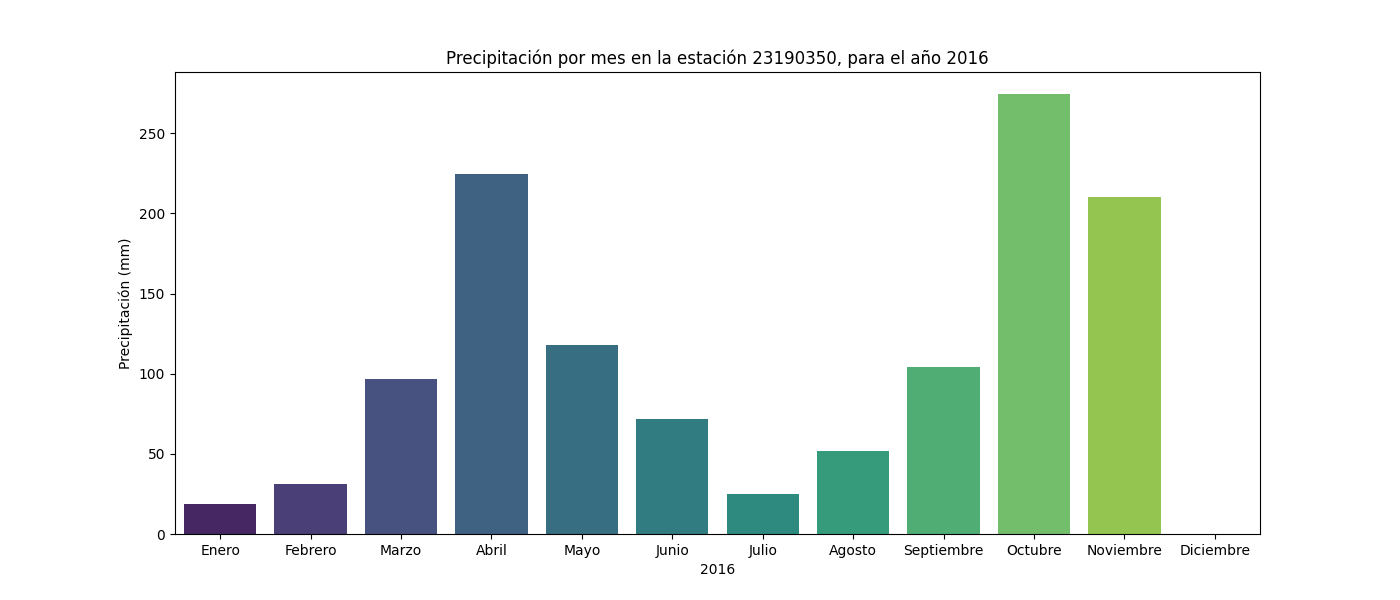 Precipitación por mes en la estación 23190350, para el año 2016
Precipitación (mm)
250
200
150
100
50
0
Enero Febrero Marzo Abril Mayo Junio Julio Agosto Septiembre Octubre Noviembre Diciembre
2016